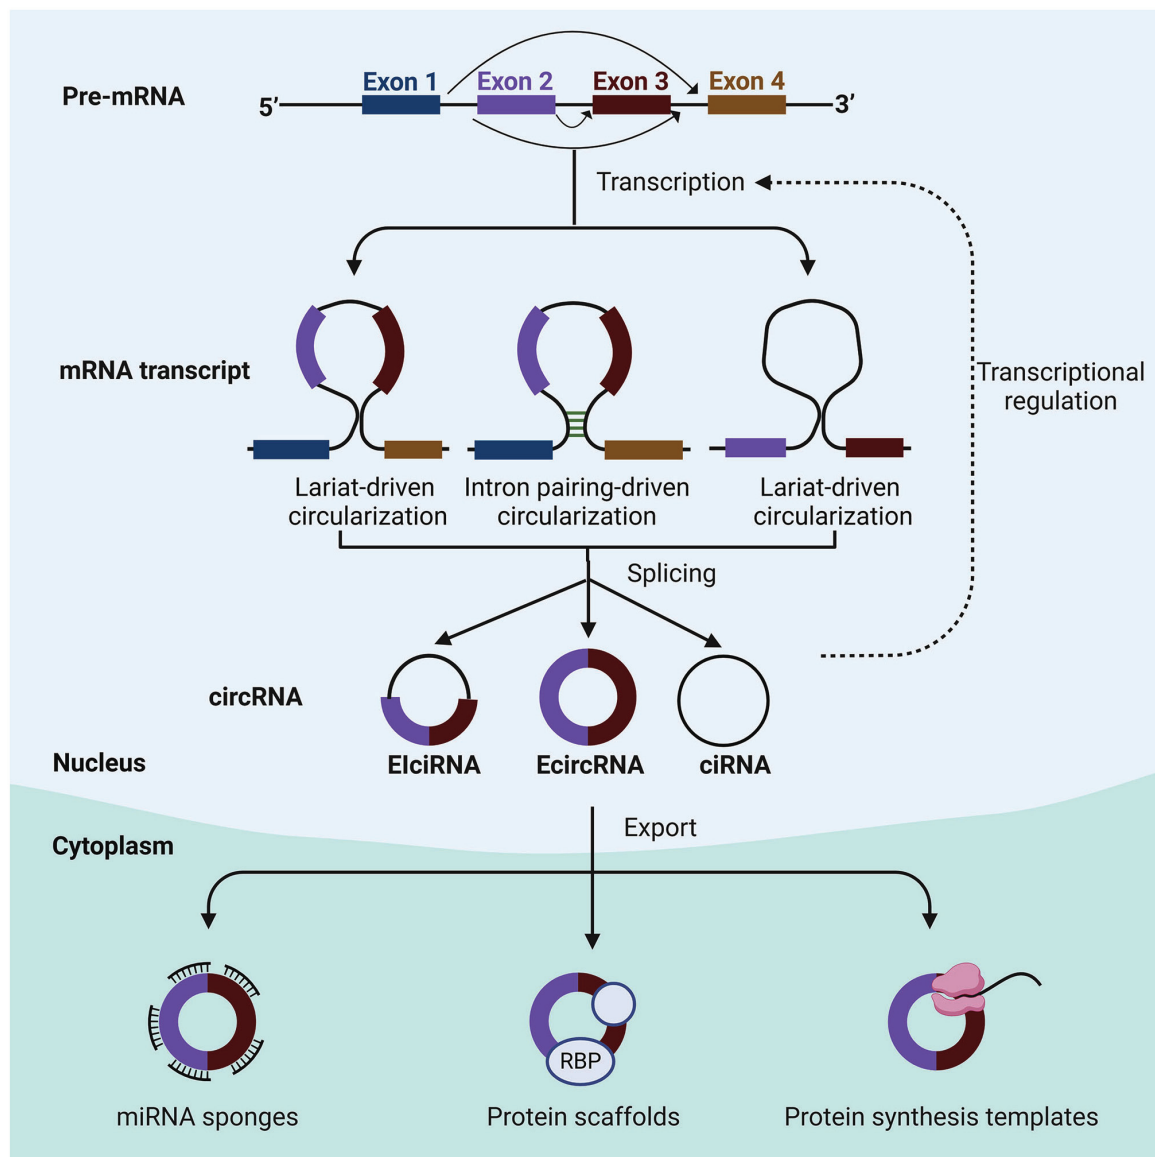 Exon 1 Exon 2 Exon 3 Exon 4
Pre-mRNA
5’ 3’
Transcription
mRNA transcript
Transcriptional
regulation
Lariat-driven
circularization
Intron pairing-driven
circularization
Lariat-driven
circularization
Splicing
circRNA
EIciRNA EcircRNA ciRNA
Nucleus
Export
Cytoplasm
RBP
miRNA sponges
Protein scaffolds
Protein synthesis templates